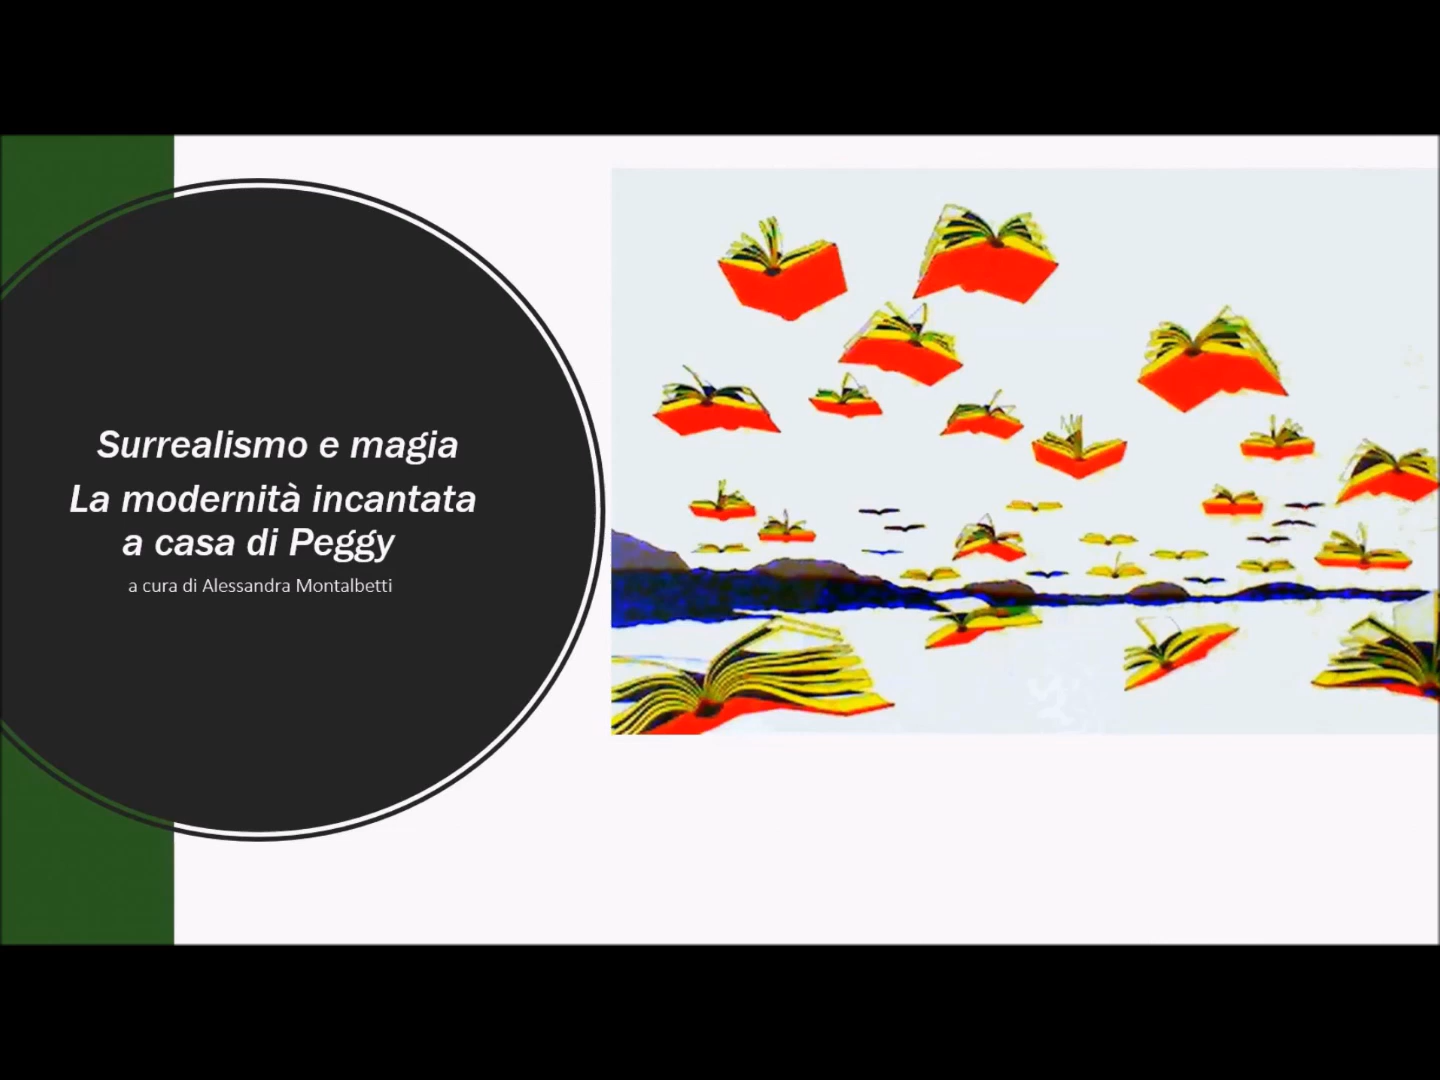 Surrealismo e magia
La modernità incantata
a casa di Peggy
a cura di Alessandra Montalbetti